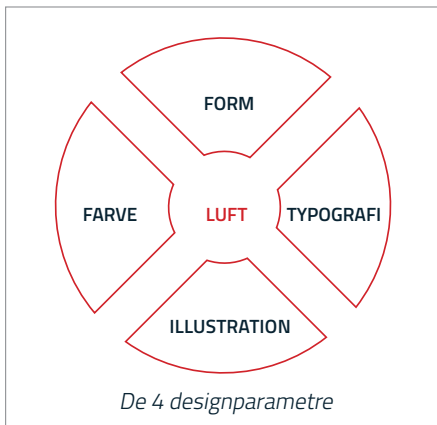 FORM
FARVE
LUFT
TYPOGRAFI
ILLUSTRATION
De 4 designparametre